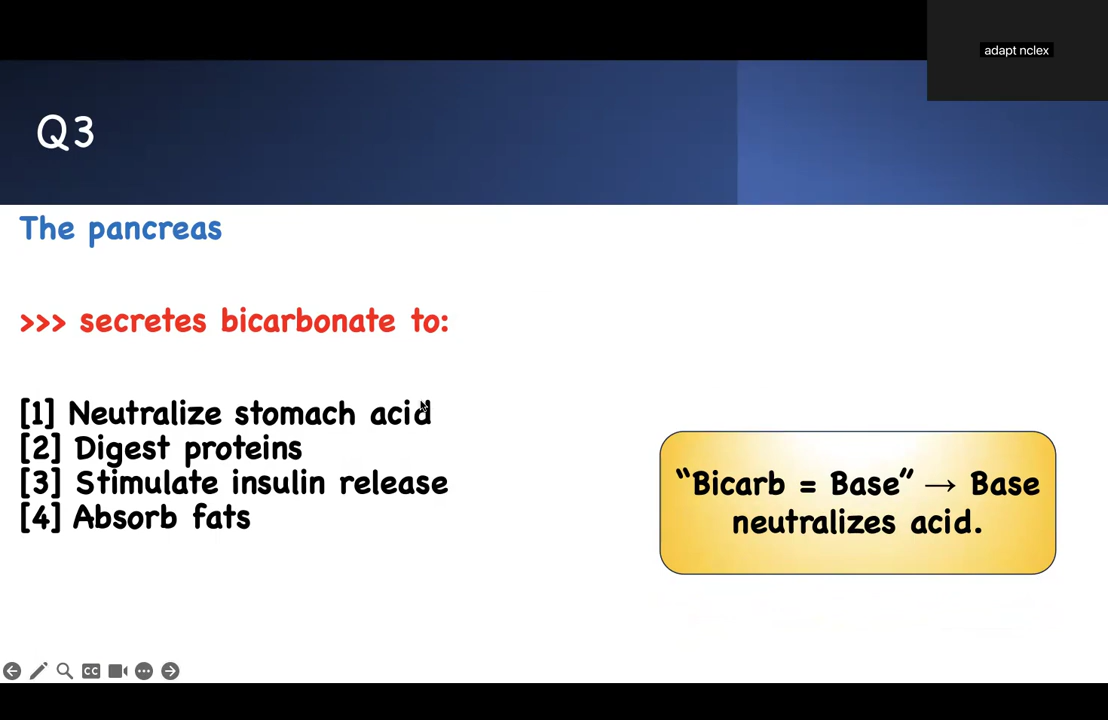 adapt nclex
Q3
The pancreas
>>> secretes bicarbonate to:
[1] Neutralize stomach acid
[2] Digest proteins
[3] Stimulate insulin release
[4] Absorb fats
“Bicarb = Base” → Base
neutralizes acid.
CC